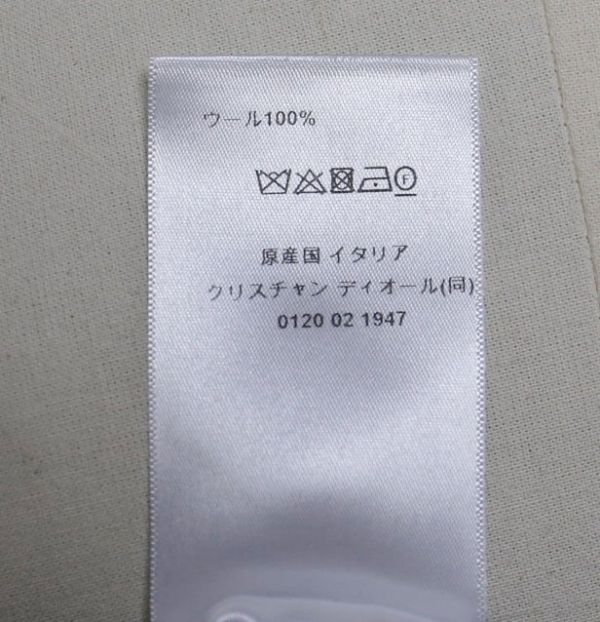 ウール100%
F
原産国 イタリア
クリスチャン ディオール(同)
0120 02 1947